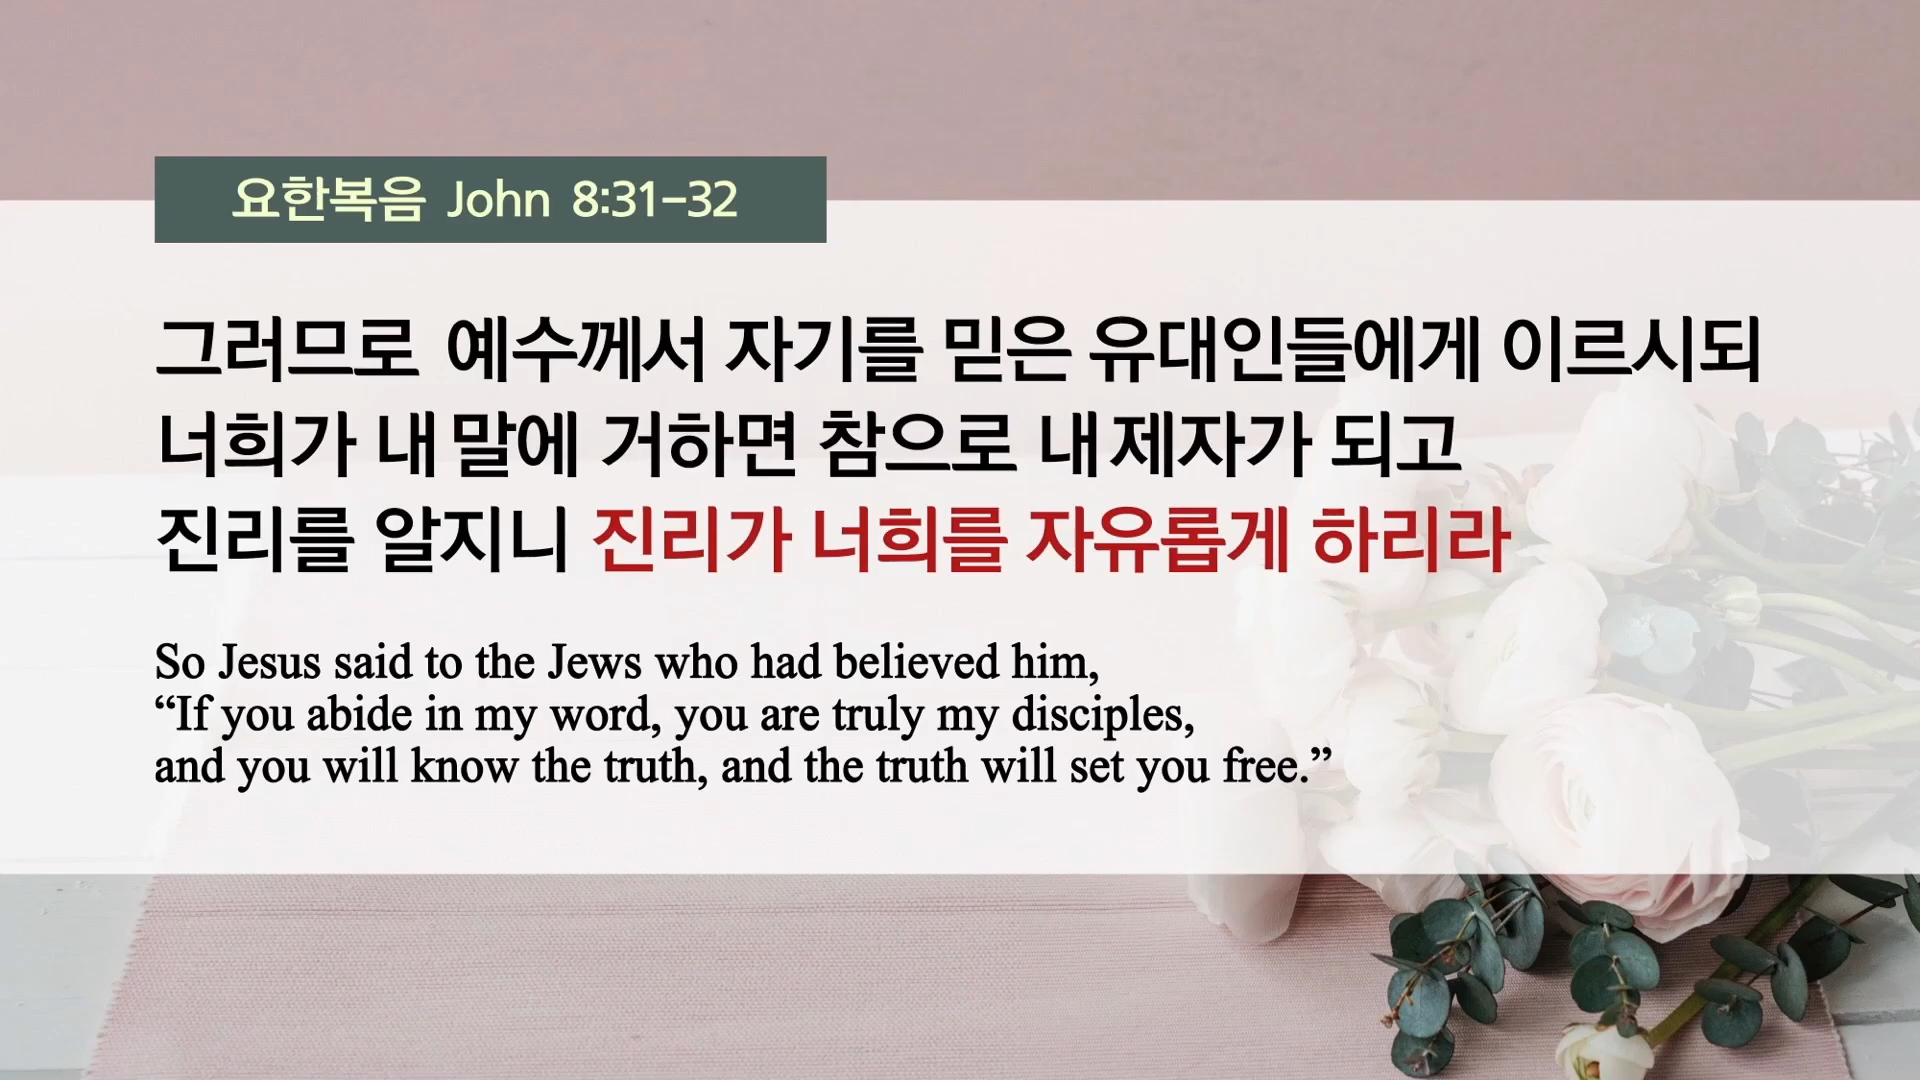 요한복음 John 8:31-32
그러므로 예수께서 자기를 믿은 유대인들에게 이르시되
너희가 내 말에 거하면 참으로 내 제자가 되고
진리를 알지니 진리가 너희를 자유롭게 하리라
So Jesus said to the Jews who had believed him,
“If you abide in my word, you are truly my disciples,
and you will know the truth, and the truth will set you free.”